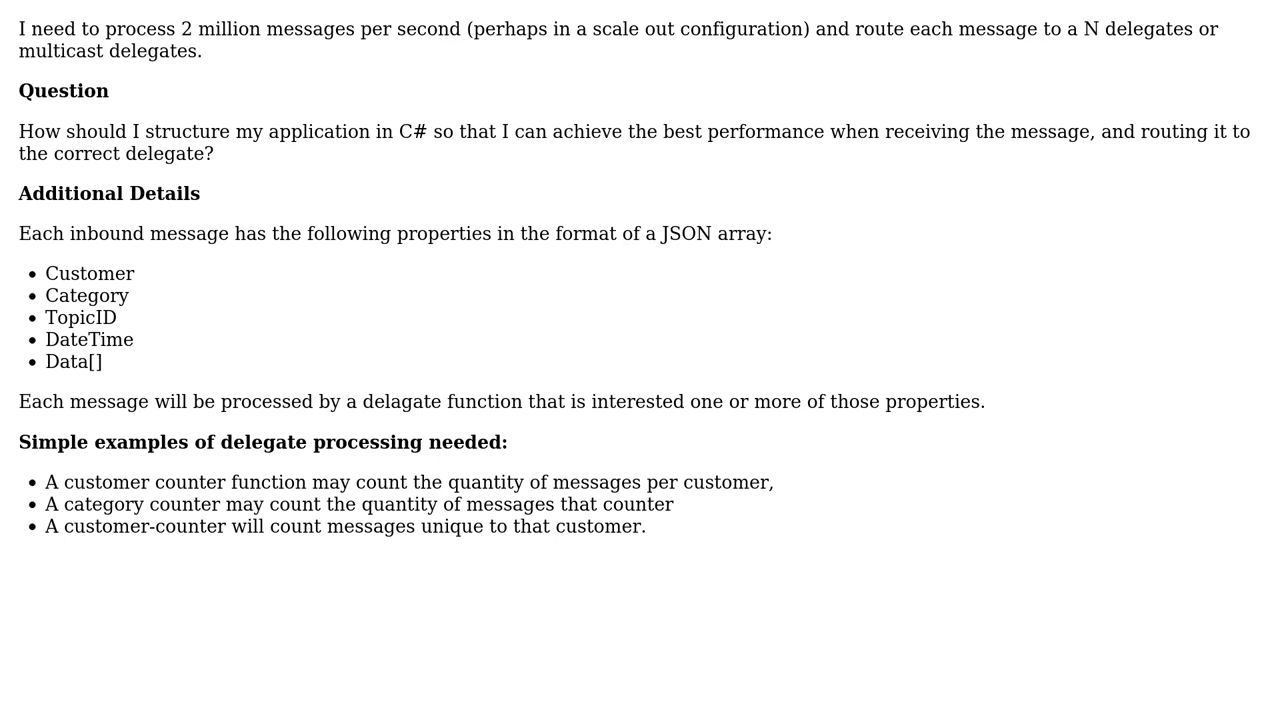 I need to process 2 million messages per second (perhaps in a scale out configuration) and route each message to a N delegates or
multicast delegates.
Question
How should I structure my application in C# so that I can achieve the best performance when receiving the message, and routing it to
the correct delegate?
Additional Details
Each inbound message has the following properties in the format of a JSON array:
• Customer
• Category
• TopicID
• DateTime
• Data[]
Each message will be processed by a delagate function that is interested one or more of those properties.
Simple examples of delegate processing needed:
• A customer counter function may count the quantity of messages per customer,
• A category counter may count the quantity of messages that counter
• A customer-counter will count messages unique to that customer.